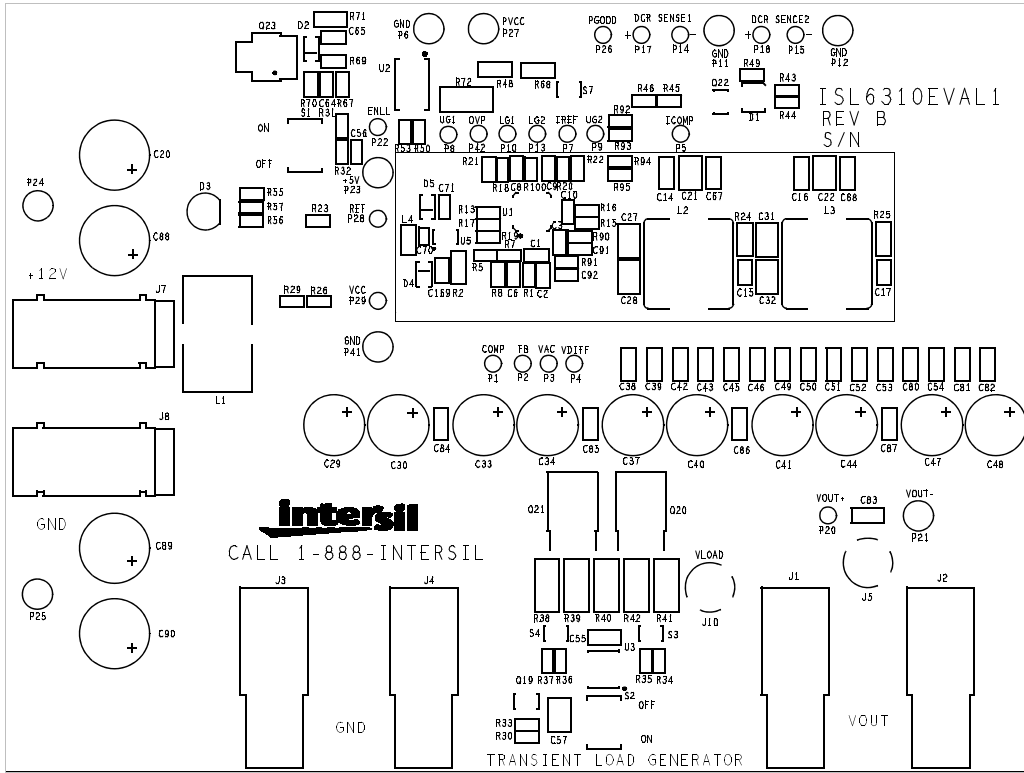 Q23
D2
R71
C65
R69
R70 C64 R67
GND
P6
PVCC
P27
U2
R72
R48
R68
S7
PGOOD
P26
+ DCR
P17
SENSE1 -
P14
GND
P11
+ DCR
P18
SENCE2 -
P15
GND
P12
R49
Q22
D1
R43
R44
R46 R45
ISL6310EVAL1
REV B
S/N
ON
S1 R31
OFF
C56
R32
ENLL
P22
R53 R50
UG1
P8
OVP
P42
LG1
P10
LG2
P13
IREF
P7
UG2
P9
R92
R93
ICOMP
P5
C20
P24
C88
+12V
D3
R55
R57
R56
R23
+5V
P23
REF
P28
R21
R18 C8 R100 C9 R20 R22
R94
R95
D5 C71
L4
C70
U5
R13
R17
R19
U1
C10
R16
R15
C3
R90
C91
R91
C92
R5
R7
C1
D4
C169 R2
R8 C6 R1 C2
C27
C28
C14 C21 C67
L2
R24
C31
C15
C32
C16 C22 C68
L3
R25
C17
J7
L1
R29 R26
VCC
P29
GND
P41
COMP
P1
FB
P2
VAC
P3
VDIFF
P4
C38 C39 C42 C43 C45 C46 C49 C50 C51 C52 C53 C80 C54 C81 C82
J8
C29 C30 C84 C33 C34 C85 C37 C40 C86 C41 C44 C87 C47 C48
GND
C89
P25
C90
intersil
CALL 1-888-INTERSIL
Q21
Q20
R38 R39 R40 R42 R41
VLOAD
J10
VOUT+
P20
C83
VOUT-
P21
J5
J3
J4
J1
J2
S4
C55
S3
U3
R37 R36
R35 R34
Q19
S2
OFF
R33
R30
C57
ON
GND
VOUT
TRANSIENT LOAD GENERATOR